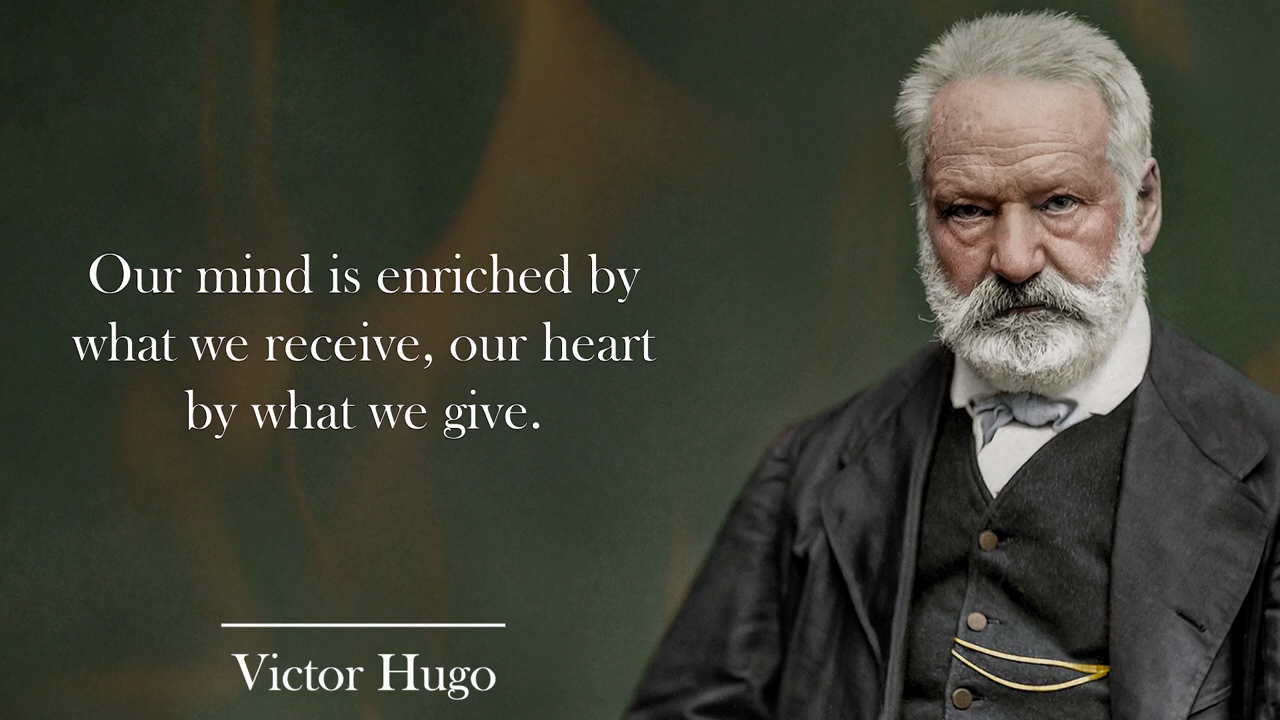 Our mind is enriched by
what we receive, our heart
by what we give.
Victor Hugo